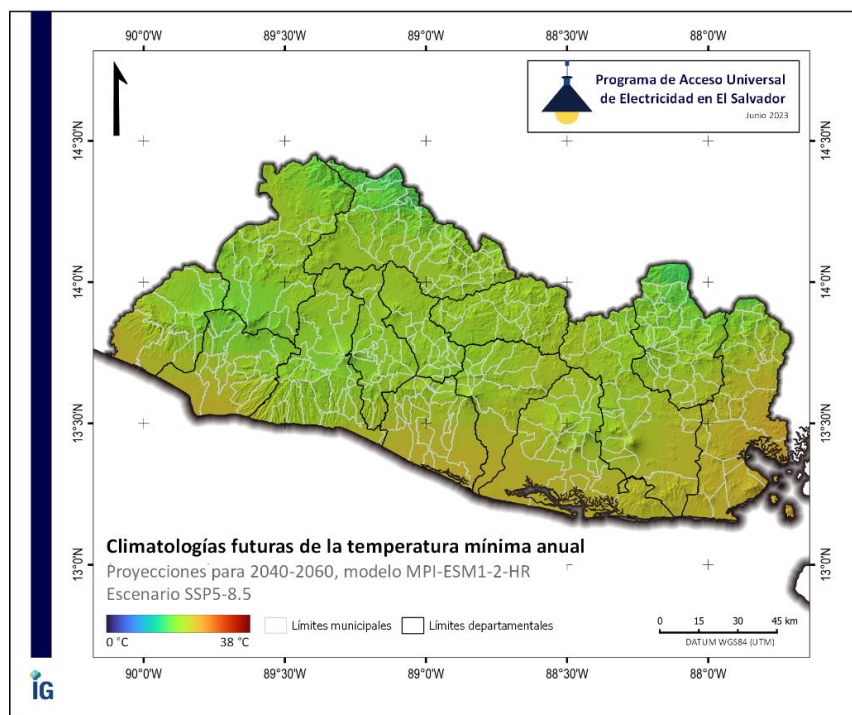 90°0'W 89°30'W 89°0'W 88°30'W 88°0'W
Programa de Acceso Universal
de Electricidad en El Salvador
Junio 2023
14°30'N 14°30'N
14°0'N 14°0'N
13°30'N 13°30'N
13°0'N 13°0'N
Climatologías futuras de la temperatura mínima anual
Proyecciones para 2040-2060, modelo MPI-ESM1-2-HR
Escenario SSP5-8.5
0 °C 38 °C
Límites municipales Límites departamentales
0 15 30 45 km
DATUM WGS84 (UTM)
90°0'W 89°30'W 89°0'W 88°30'W 88°0'W
IG